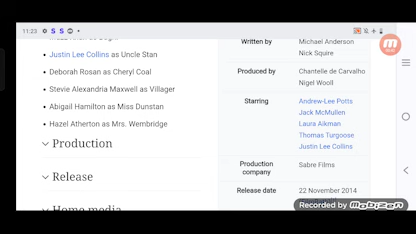 11:23
• Justin Lee Collins as Uncle Stan
• Deborah Rosan as Cheryl Coal
• Stevie Alexandria Maxwell as Villager
• Abigail Hamilton as Miss Dunstan
• Hazel Atherton as Mrs. Wembridge
Production
Release
Home media
Written by Michael Anderson
Nick Squire
Produced by Chantelle de Carvalho
Nigel Wooll
Starring Andrew-Lee Potts
Jack McMullen
Laura Aikman
Thomas Turgoose
Justin Lee Collins
Production Sabre Films
company
Release date 22 November 2014
Recorded by Mobizen